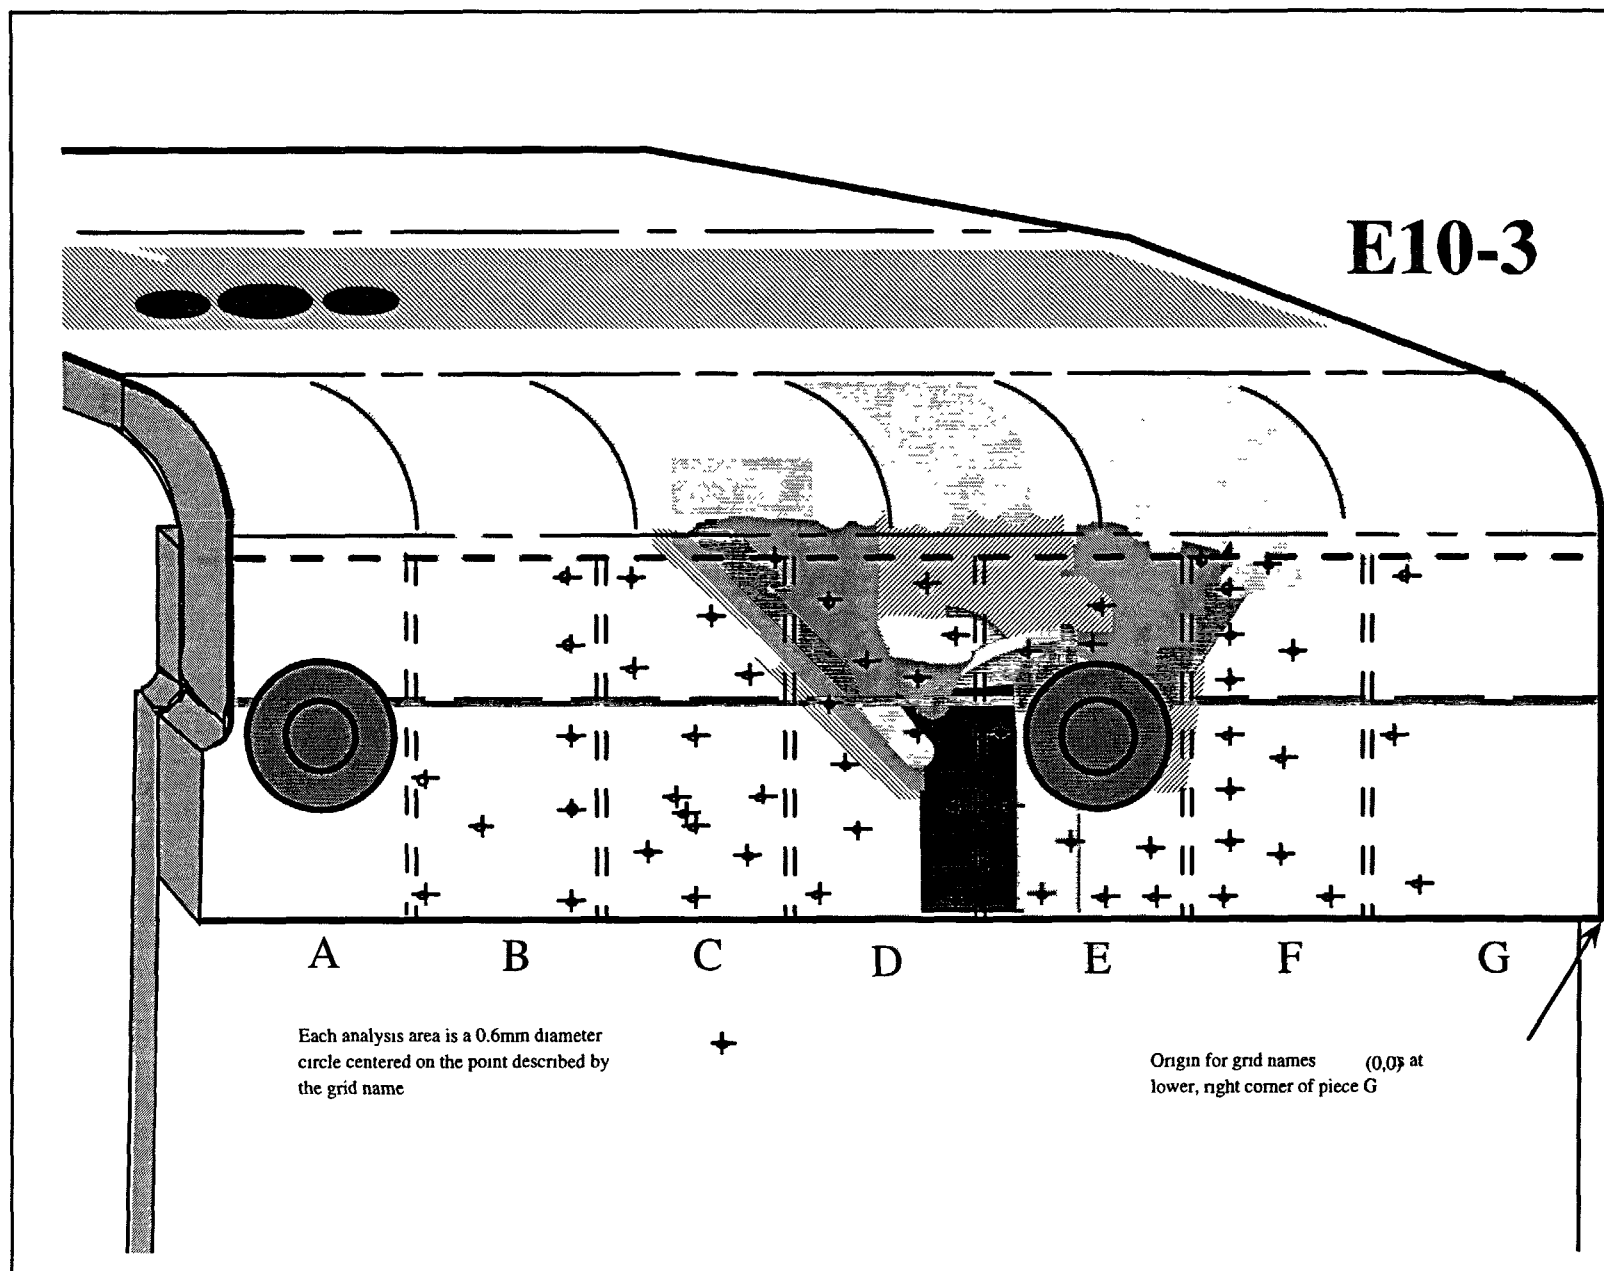 E10-3
A B C D E F G
Each analysis area is a 0.6mm diameter
circle centered on the point described by
the grid name
Origin for grid names (0,0) is at
lower, right corner of piece G